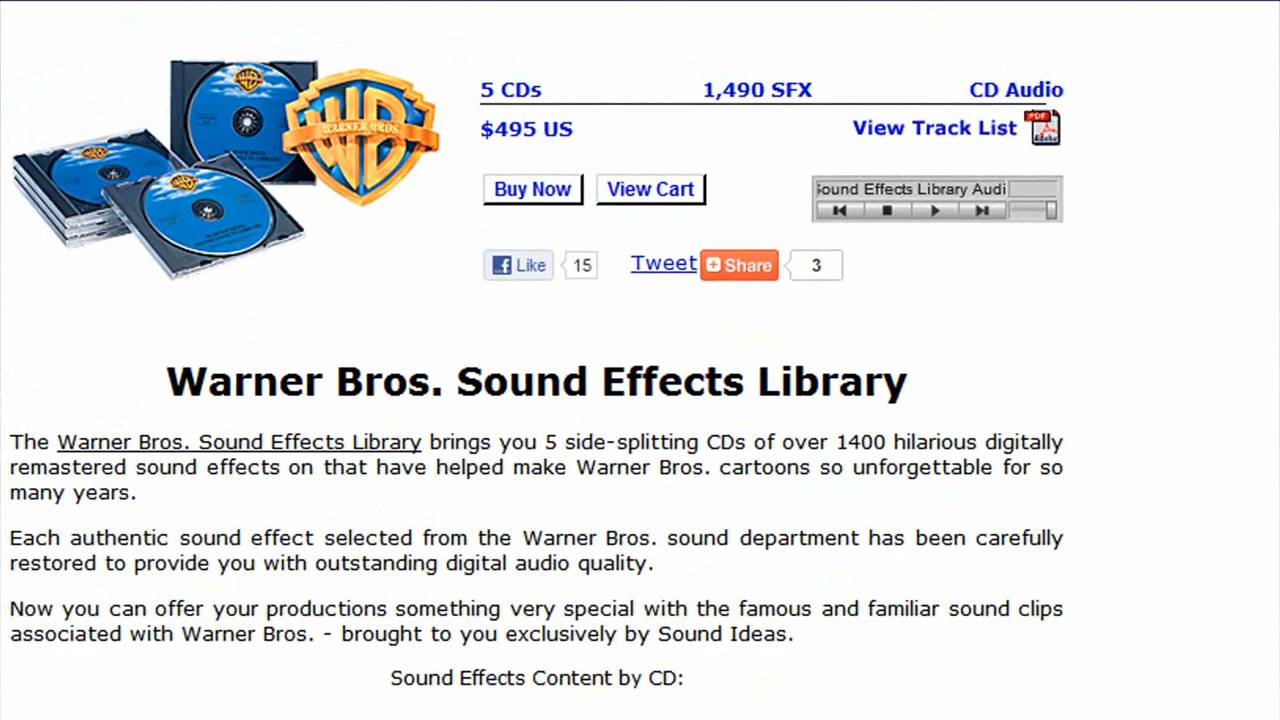 5 CDs 1,490 SFX CD Audio
$495 US View Track List
Buy Now View Cart
Sound Effects Library Audi
Like 15 Tweet Share 3
WARNER BROS.
Warner Bros. Sound Effects Library
The Warner Bros. Sound Effects Library brings you 5 side-splitting CDs of over 1400 hilarious digitally
remastered sound effects on that have helped make Warner Bros. cartoons so unforgettable for so
many years.
Each authentic sound effect selected from the Warner Bros. sound department has been carefully
restored to provide you with outstanding digital audio quality.
Now you can offer your productions something very special with the famous and familiar sound clips
associated with Warner Bros. - brought to you exclusively by Sound Ideas.
Sound Effects Content by CD: